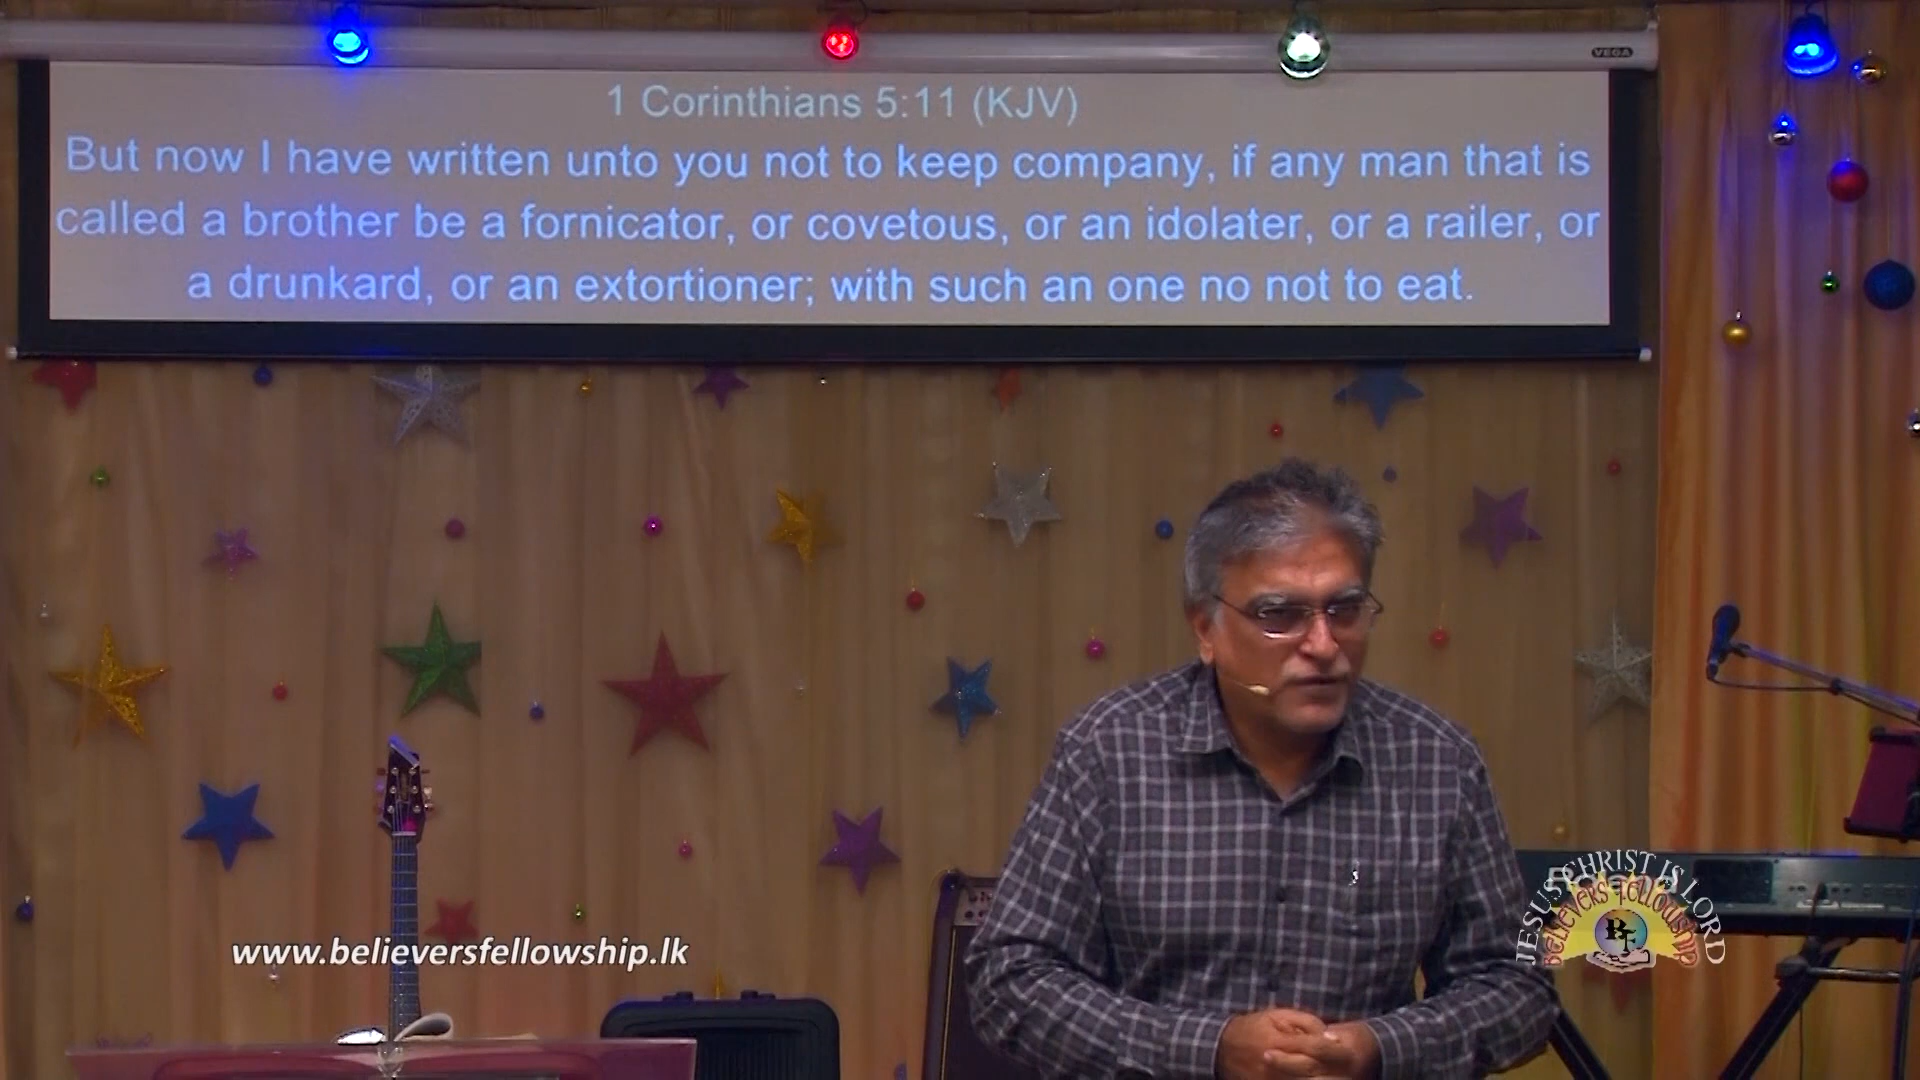 VEGA
1 Corinthians 5:11 (KJV)
But now I have written unto you not to keep company, if any man that is
called a brother be a fornicator, or covetous, or an idolater, or a railer, or
a drunkard, or an extortioner; with such an one no not to eat.
www.believersfellowship.lk
JESUS CHRIST IS LORD
BELIEVERS FELLOWSHIP
BF